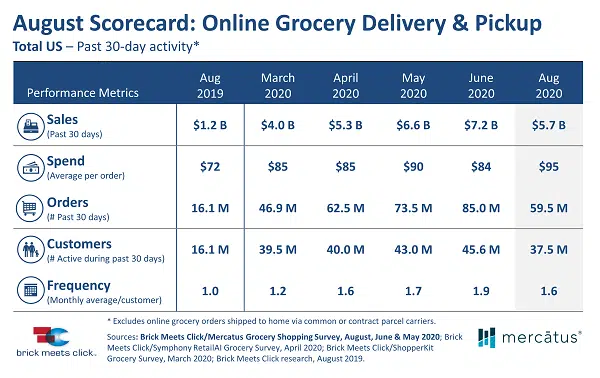 August Scorecard: Online Grocery Delivery & Pickup
Total US – Past 30-day activity*
Performance Metrics Aug 2019 March 2020 April 2020 May 2020 June 2020 Aug 2020
Sales $1.2 B $4.0 B $5.3 B $6.6 B $7.2 B $5.7 B
(Past 30 days)
Spend $72 $85 $85 $90 $84 $95
(Average per order)
Orders 16.1 M 46.9 M 62.5 M 73.5 M 85.0 M 59.5 M
(# Past 30 days)
Customers 16.1 M 39.5 M 40.0 M 43.0 M 45.6 M 37.5 M
(# Active during past 30 days)
Frequency 1.0 1.2 1.6 1.7 1.9 1.6
(Monthly average/customer)
* Excludes online grocery orders shipped to home via common or contract parcel carriers.
Sources: Brick Meets Click/Mercatus Grocery Shopping Survey, August, June & May 2020; Brick
Meets Click/Symphony RetailAI Grocery Survey, April 2020; Brick Meets Click/ShopperKit
Grocery Survey, March 2020; Brick Meets Click research, August 2019.
brick meets click
mercātus